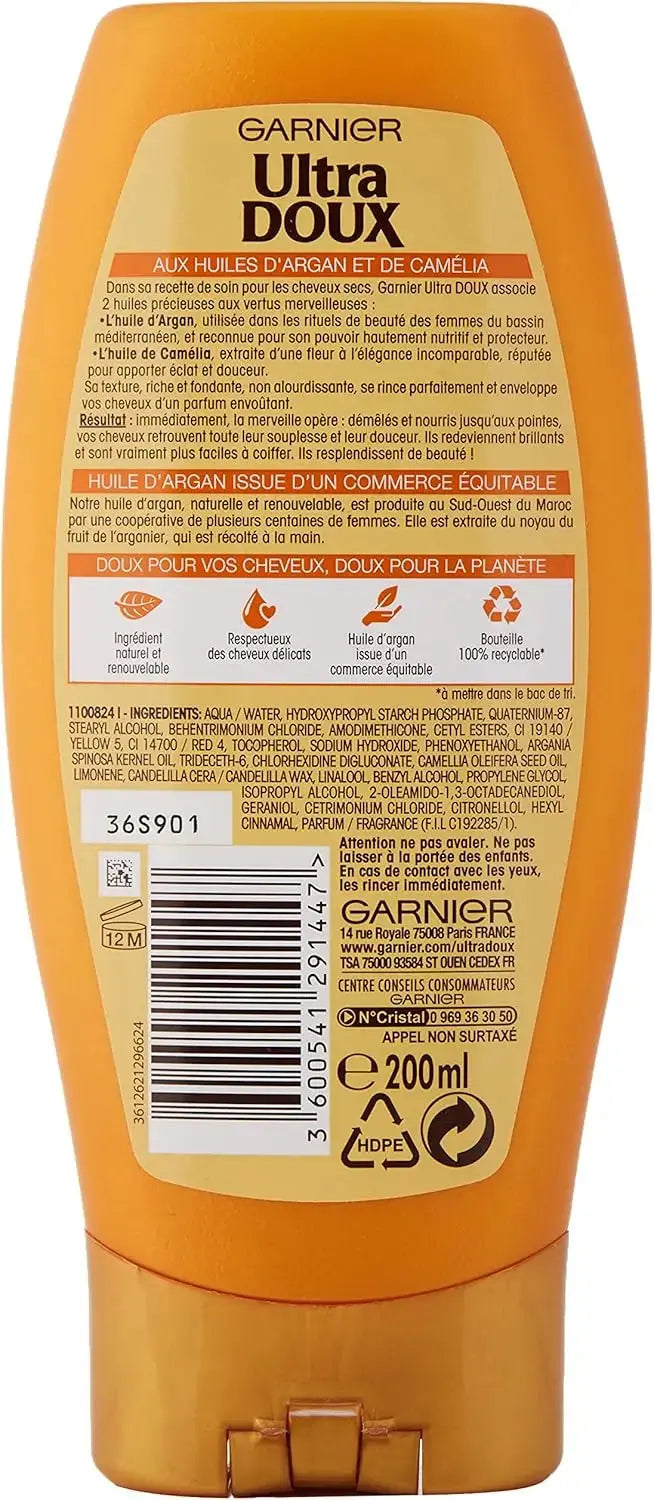 GARNIER
Ultra
DOUX
AUX HUILES D'ARGAN ET DE CAMÉLIA
Dans sa recette de soin pour les cheveux secs, Garnier Ultra DOUX associe
2 huiles précieuses aux vertus merveilleuses :
•L'huile d'Argan, utilisée dans les rituels de beauté des femmes du bassin
méditerranéen, et reconnue pour son pouvoir hautement nutritif et protecteur.
•L'huile de Camélia, extraite d'une fleur à l'élégance incomparable, réputée
pour apporter éclat et douceur.
Sa texture, riche et fondante, non alourdissante, se rince parfaitement et enveloppe
vos cheveux d'un parfum envoûtant.
Résultat : immédiatement, la merveille opère : démêlés et nourris jusqu'aux pointes,
vos cheveux retrouvent toute leur souplesse et leur douceur. Ils redeviennent brillants
et sont vraiment plus faciles à coiffer. Ils resplendissent de beauté !
HUILE D'ARGAN ISSUE D'UN COMMERCE ÉQUITABLE
Notre huile d'argan, naturelle et renouvelable, est produite au Sud-Ouest du Maroc
par une coopérative de plusieurs centaines de femmes. Elle est extraite du noyau du
fruit de l'arganier, qui est récolté à la main.
DOUX POUR VOS CHEVEUX, DOUX POUR LA PLANÈTE
Ingrédient
naturel et
renouvelable
Respectueux
des cheveux délicats
Huile d'argan
issue d'un
commerce équitable
Bouteille
100% recyclable*
*à mettre dans le bac de tri.
1100824 I - INGREDIENTS: AQUA / WATER, HYDROXYPROPYL STARCH PHOSPHATE, QUATERNIUM-87,
STEARYL ALCOHOL, BEHENTRIMONIUM CHLORIDE, AMODIMETHICONE, CETYL ESTERS, CI 19140 /
YELLOW 5, CI 14700 / RED 4, TOCOPHEROL, SODIUM HYDROXIDE, PHENOXYETHANOL, ARGANIA
SPINOSA KERNEL OIL, TRIDECETH-6, CHLORHEXIDINE DIGLUCONATE, CAMELLIA OLEIFERA SEED OIL,
LIMONENE, CANDELILLA CERA / CANDELILLA WAX, LINALOOL, BENZYL ALCOHOL, PROPYLENE GLYCOL,
ISOPROPYL ALCOHOL, 2-OLEAMIDO-1,3-OCTADECANEDIOL,
GERANIOL, CETRIMONIUM CHLORIDE, CITRONELLOL, HEXYL
CINNAMAL, PARFUM / FRAGRANCE (F.I.L C192285/1).
36S901
Attention ne pas avaler. Ne pas
laisser à la portée des enfants.
En cas de contact avec les yeux,
les rincer immédiatement.
12 M
3612621296624
3 600541 291447 >
GARNIER
14 rue Royale 75008 Paris FRANCE
www.garnier.com/ultradoux
TSA 75000 93584 ST OUEN CEDEX FR
CENTRE CONSEILS CONSOMMATEURS
GARNIER
N°Cristal 0 969 36 30 50
APPEL NON SURTAXÉ
e 200ml
HDPE